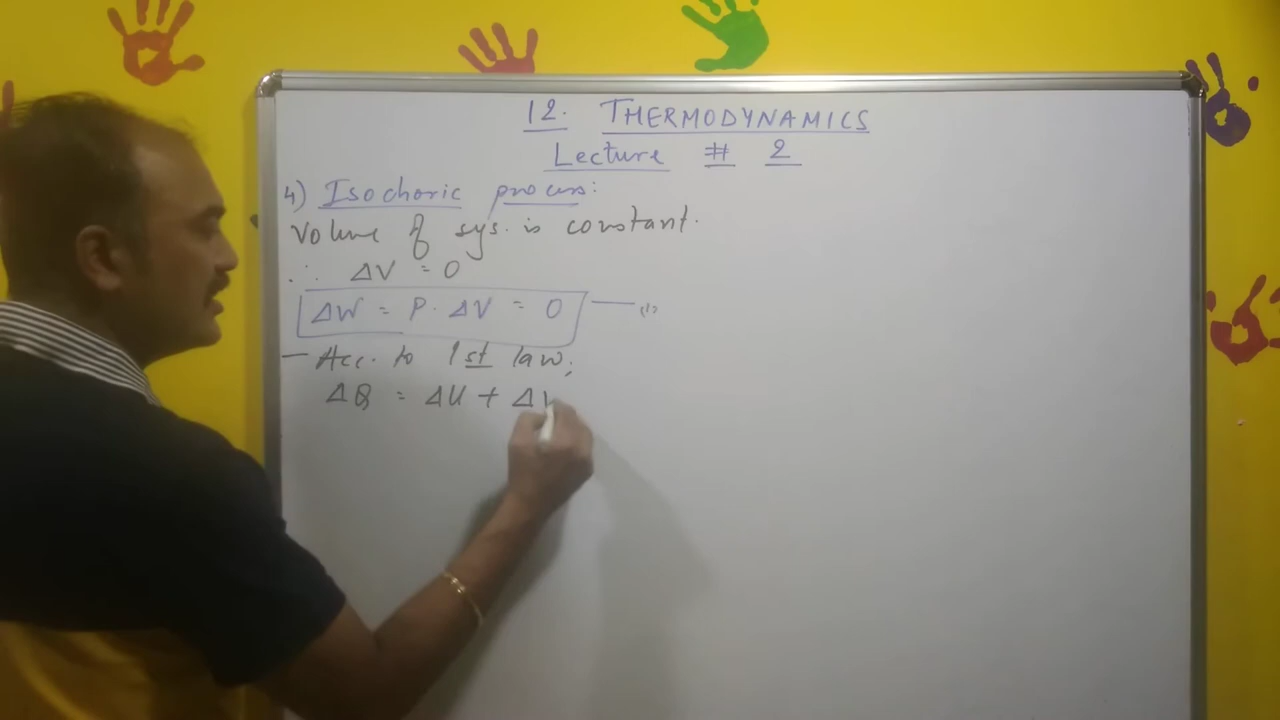 12. THERMODYNAMICS
Lecture # 2
4) Isochoric process:
Volume of sys. is constant.
∴ ΔV = 0
ΔW = P. ΔV = 0 — (1)
— Acc. to 1st law;
ΔQ = ΔU + Δ